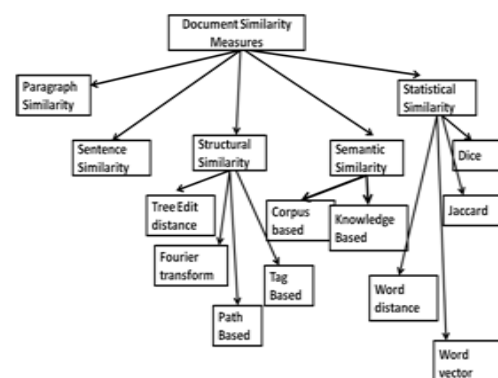 Document Similarity
Measures
Paragraph
Similarity
Statistical
Similarity
Sentence
Similarity
Structural
Similarity
Semantic
Similarity
Dice
Tree Edit
distance
Corpus
based
Knowledge
Based
Jaccard
Fourier
transform
Tag
Based
Word
distance
Path
Based
Word
vector